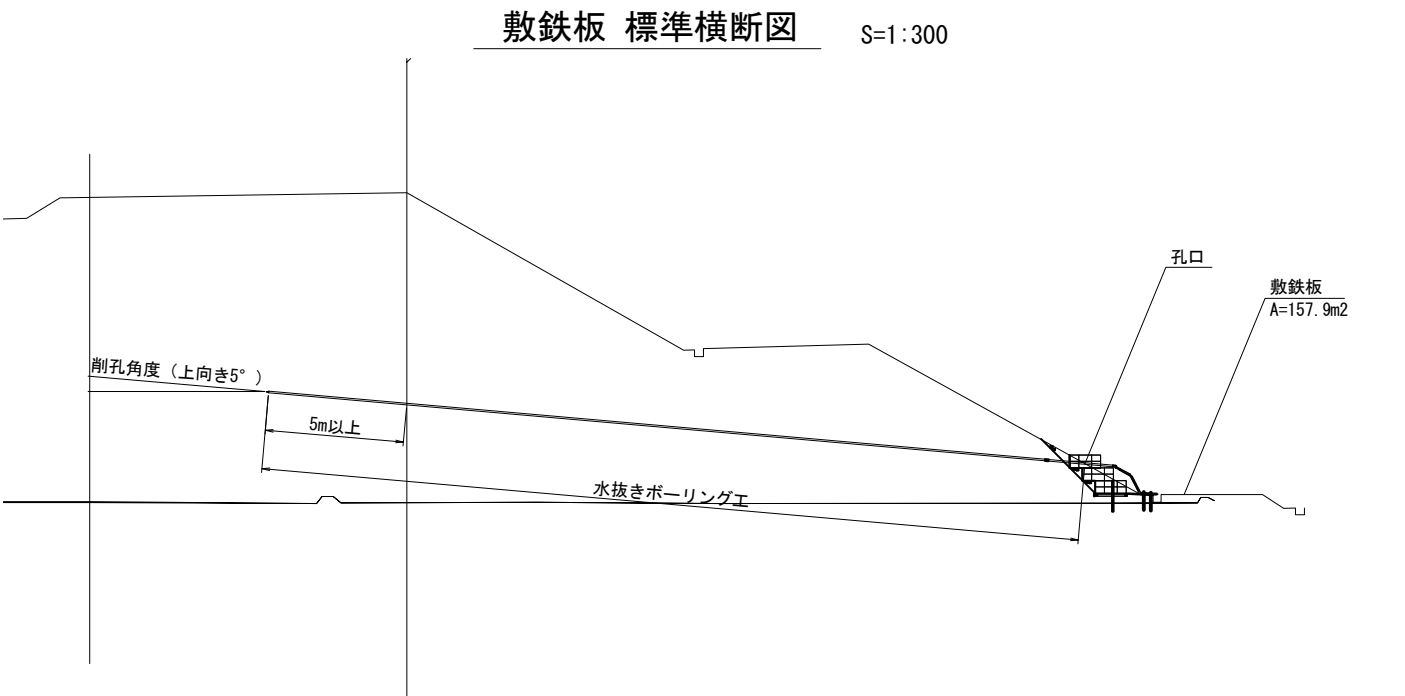 敷鉄板 標準横断図 S=1:300
孔口
敷鉄板
A=157.9m2
削孔角度（上向き5°）
5m以上
水抜きボーリング工